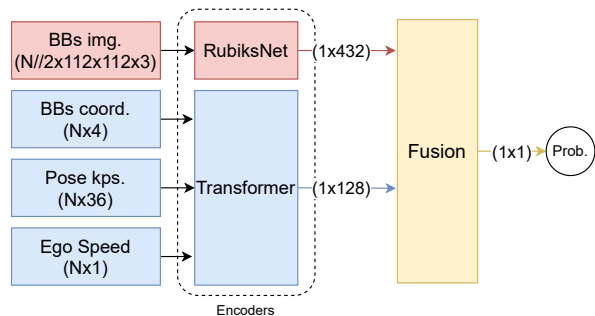 BBs img.
(N//2x112x112x3)
RubiksNet
(1x432)
BBs coord.
(Nx4)
Pose kps.
(Nx36)
Transformer
(1x128)
Ego Speed
(Nx1)
Fusion
(1x1)
Prob.
Encoders